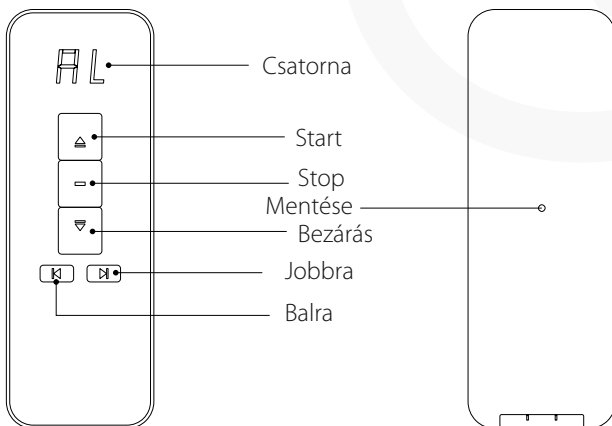 AL
Csatorna
Start
Stop
Mentése
Bezárás
Jobbra
Balra